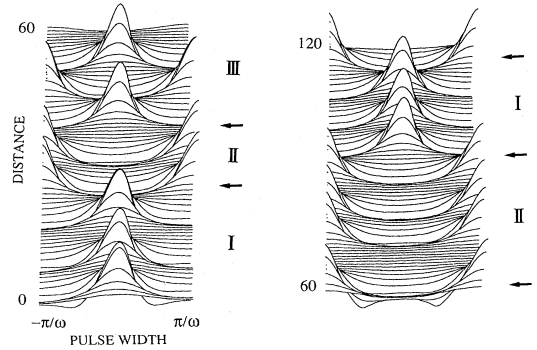 60
III
DISTANCE
II
I
0
−π/ω
π/ω
PULSE WIDTH
120
I
II
60